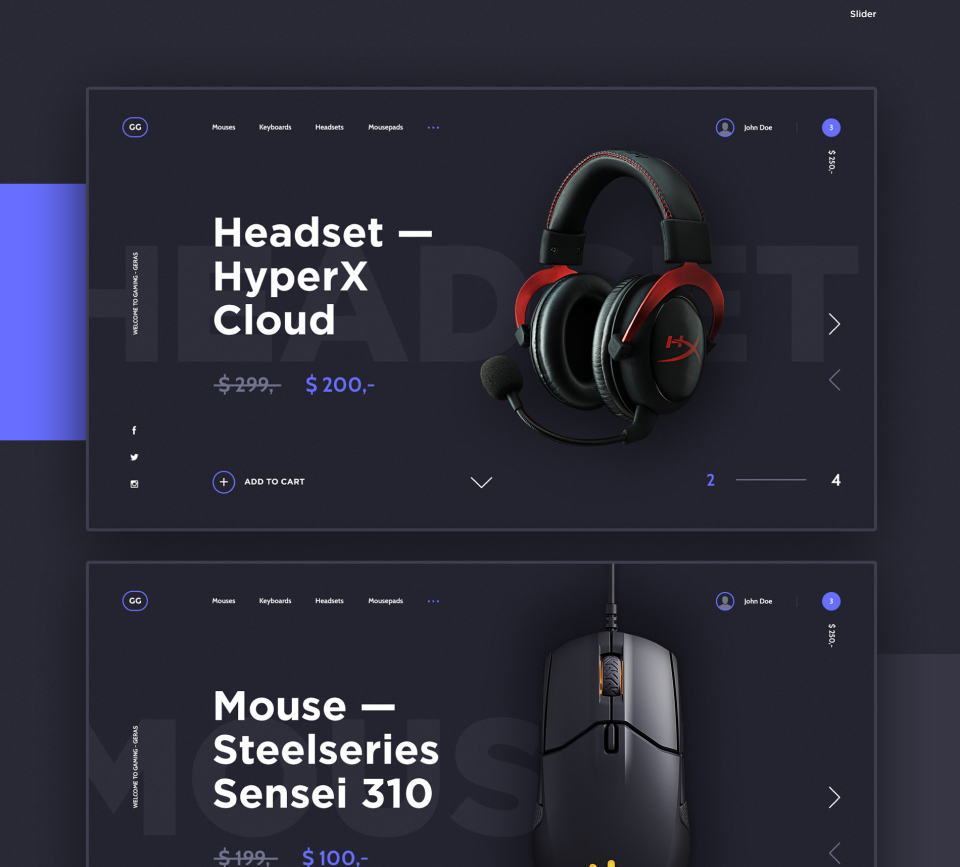 Slider
GG
Mouses
Keyboards
Headsets
Mousepads
John Doe
3
$ 250,-
HEADSET
Headset —
HyperX
Cloud
$ 299,-
$ 200,-
WELCOME TO GAMING - GERAS
ADD TO CART
2
4
GG
Mouses
Keyboards
Headsets
Mousepads
John Doe
3
$ 250,-
MOUS
Mouse —
Steelseries
Sensei 310
WELCOME TO GAMING - GERAS
$ 199,-
$ 100,-